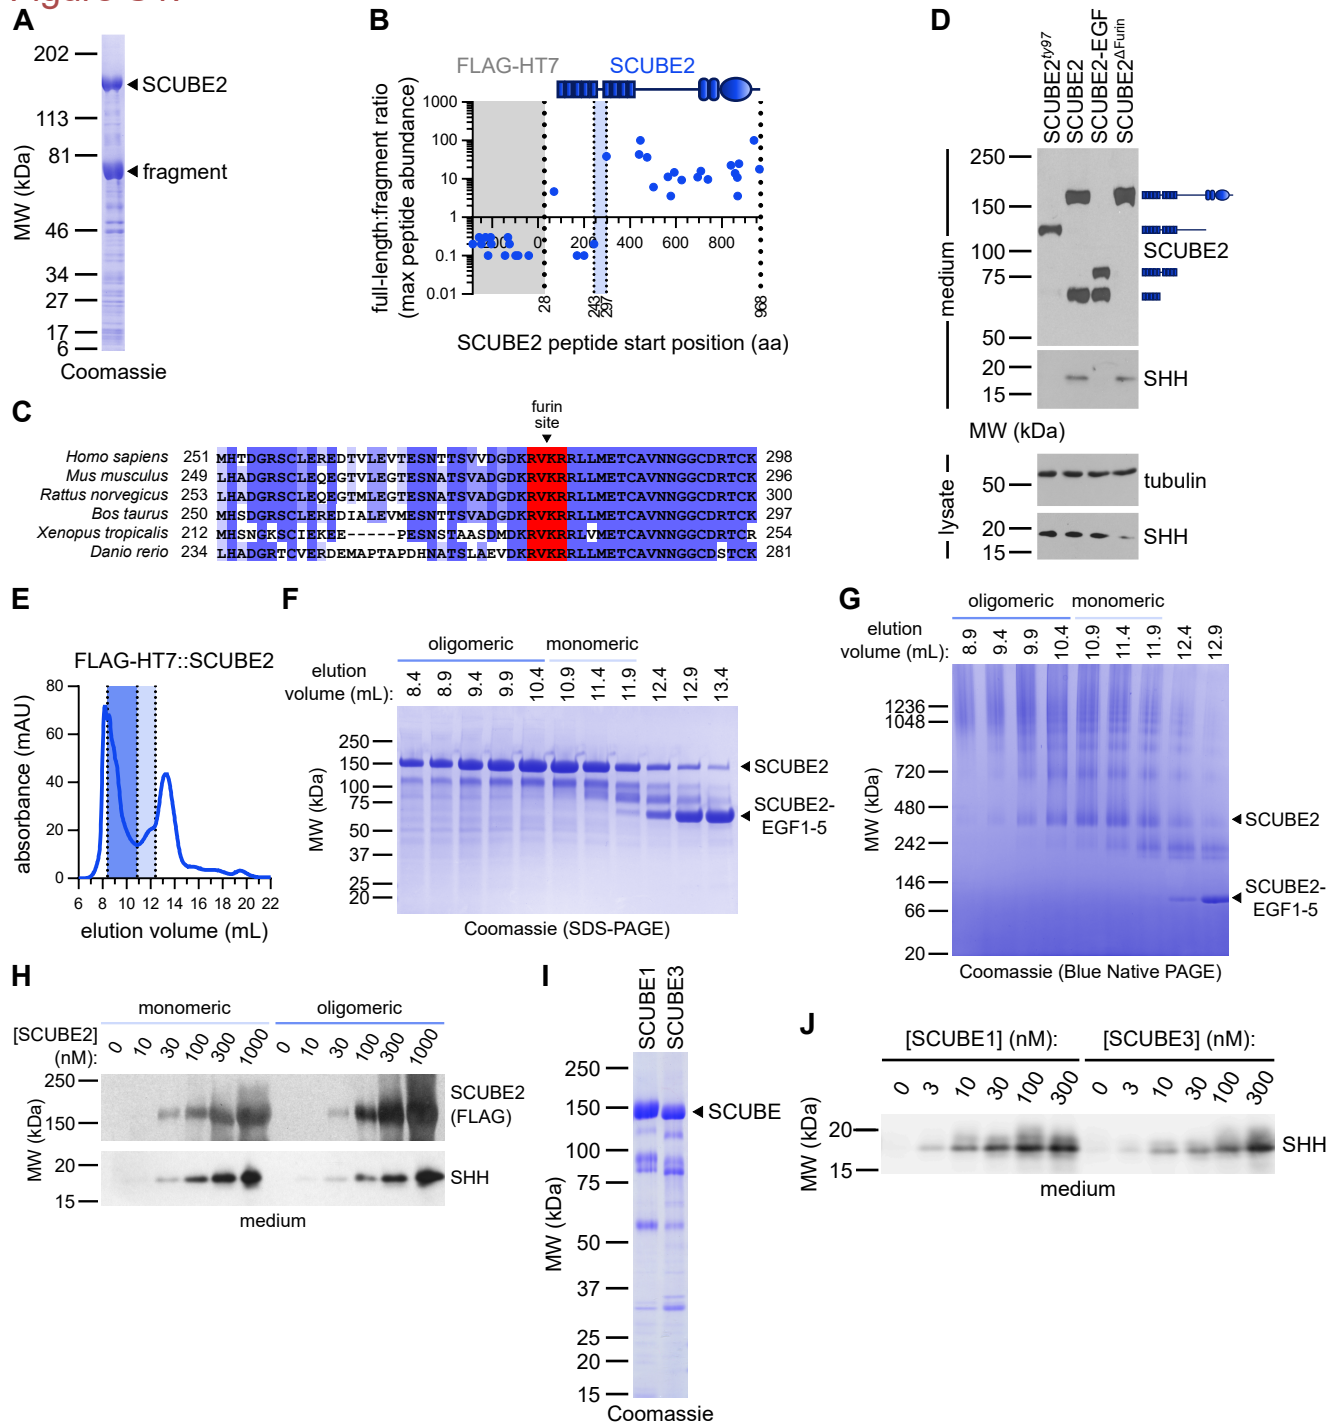 A
202
113
81
46
34
27
17
6
MW (kDa)
SCUBE2
fragment
Coomassie
B
FLAG-HT7
SCUBE2
full-length:fragment ratio
(max peptide abundance)
1000
100
10
1
0.1
0.01
0
200
400
600
800
28
243
297
968
SCUBE2 peptide start position (aa)
C
furin
site
Homo sapiens 251 MHTDGRSCLEREDTVLEVTESNTTSVVDGDKRVKRRLLMETCAVNNGGCDRTCK 298
Mus musculus 249 LHADGRSCLEQEGTVLEGTESNTTSVADGDKRVKRRLLMETCAVNNGGCDRTCK 296
Rattus norvegicus 253 LHADGRSCLEQEGTMLEGTESNTTSVADGDKRVKRRLLMETCAVNNGGCDRTCK 300
Bos taurus 250 MHSDGRSCLEREDIALEVMESNTTSVADGDKRVKRRLLMETCAVNNGGCDRTCK 297
Xenopus tropicalis 212 MHSNGKSCIEKEE-----PESNSTAASDMDKRVKRRLVMETCAVNNGGCDRTCR 254
Danio rerio 234 LHADGRTCVERDEMAPTAPDHNATSLAEVDKRVKRRLLMETCAVNNGGCDSTCK 281
D
SCUBE2ty97
SCUBE2
SCUBE2-EGF
SCUBE2ΔFurin
medium
250
150
100
75
50
SCUBE2
20
15
SHH
MW (kDa)
lysate
50
tubulin
20
15
SHH
E
FLAG-HT7::SCUBE2
absorbance (mAU)
80
60
40
20
0
6 8 10 12 14 16 18 20 22
elution volume (mL)
F
oligomeric monomeric
elution
volume (mL):
8.4 8.9 9.4 9.9 10.4 10.9 11.4 11.9 12.4 12.9 13.4
MW (kDa)
250
150
100
75
50
37
25
20
SCUBE2
SCUBE2-
EGF1-5
Coomassie (SDS-PAGE)
G
oligomeric monomeric
elution
volume (mL):
8.9 9.4 9.9 10.4 10.9 11.4 11.9 12.4 12.9
MW (kDa)
1236
1048
720
480
242
146
66
20
SCUBE2
SCUBE2-
EGF1-5
Coomassie (Blue Native PAGE)
H
monomeric oligomeric
[SCUBE2]
(nM):
0 10 30 100 300 1000 0 10 30 100 300 1000
MW (kDa)
250
150
SCUBE2
(FLAG)
20
15
SHH
medium
I
SCUBE1
SCUBE3
MW (kDa)
250
150
100
75
50
37
25
20
15
SCUBE
Coomassie
J
[SCUBE1] (nM): [SCUBE3] (nM):
0 3 10 30 100 300 0 3 10 30 100 300
MW (kDa)
20
15
SHH
medium